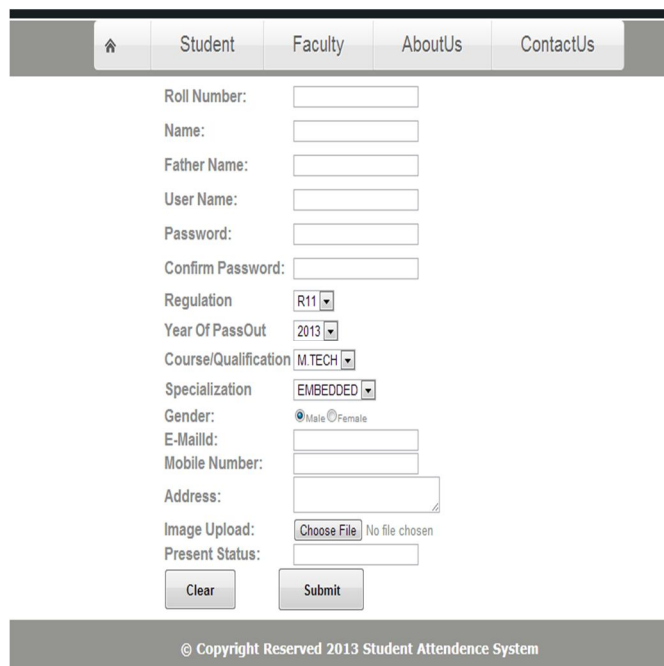 Student Faculty AboutUs ContactUs
Roll Number:
Name:
Father Name:
User Name:
Password:
Confirm Password:
Regulation R11
Year Of PassOut 2013
Course/Qualification M.TECH
Specialization EMBEDDED
Gender: Male Female
E-MailId:
Mobile Number:
Address:
Image Upload: Choose File No file chosen
Present Status:
Clear Submit
© Copyright Reserved 2013 Student Attendence System